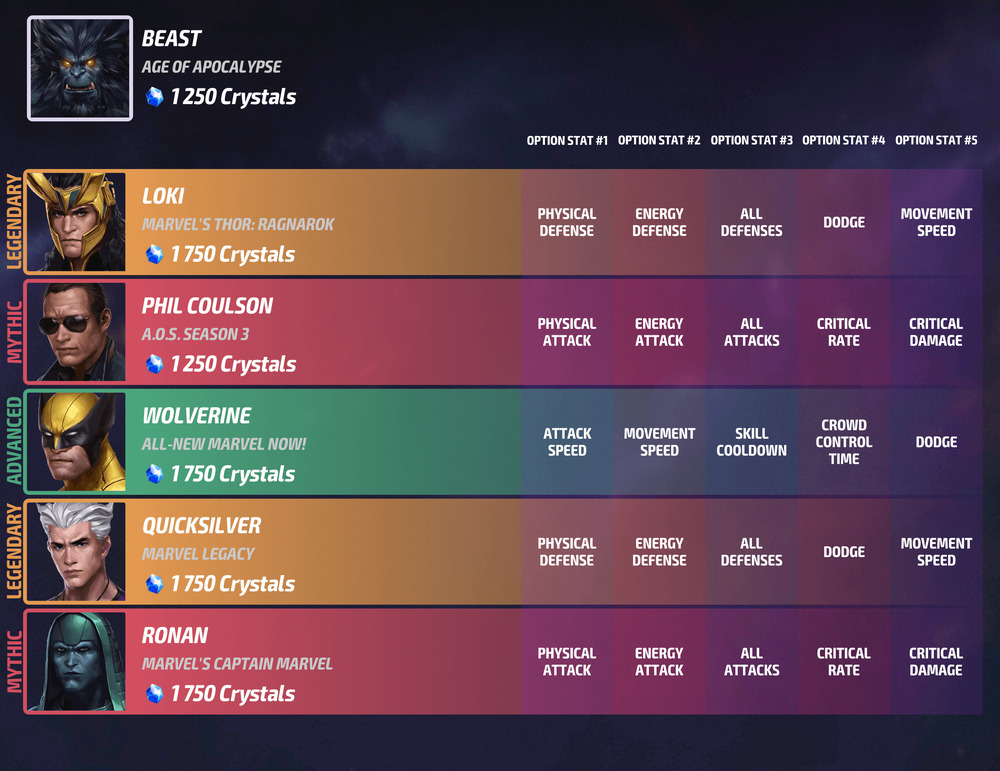 BEAST
AGE OF APOCALYPSE
1 250 Crystals
OPTION STAT #1 OPTION STAT #2 OPTION STAT #3 OPTION STAT #4 OPTION STAT #5
LEGENDARY
LOKI
MARVEL'S THOR: RAGNAROK
1 750 Crystals
PHYSICAL
DEFENSE
ENERGY
DEFENSE
ALL
DEFENSES
DODGE
MOVEMENT
SPEED
MYTHIC
PHIL COULSON
A.O.S. SEASON 3
1 250 Crystals
PHYSICAL
ATTACK
ENERGY
ATTACK
ALL
ATTACKS
CRITICAL
RATE
CRITICAL
DAMAGE
ADVANCED
WOLVERINE
ALL-NEW MARVEL NOW!
1 750 Crystals
ATTACK
SPEED
MOVEMENT
SPEED
SKILL
COOLDOWN
CROWD
CONTROL
TIME
DODGE
LEGENDARY
QUICKSILVER
MARVEL LEGACY
1 750 Crystals
PHYSICAL
DEFENSE
ENERGY
DEFENSE
ALL
DEFENSES
DODGE
MOVEMENT
SPEED
MYTHIC
RONAN
MARVEL'S CAPTAIN MARVEL
1 750 Crystals
PHYSICAL
ATTACK
ENERGY
ATTACK
ALL
ATTACKS
CRITICAL
RATE
CRITICAL
DAMAGE